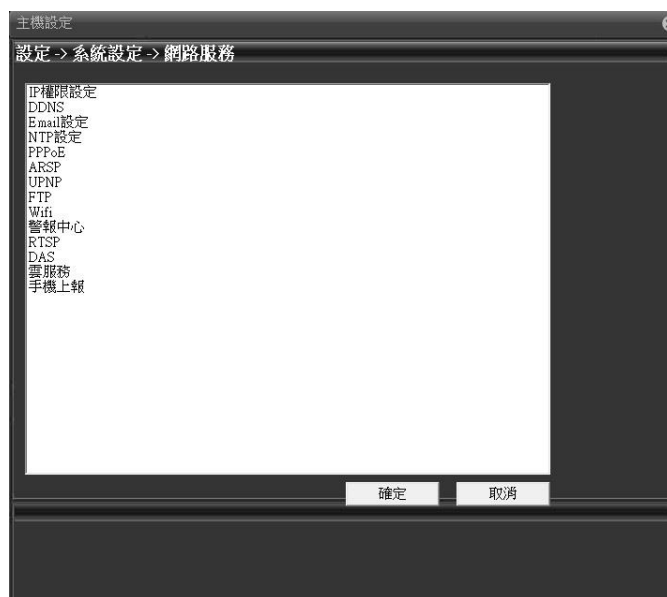 主機設定
設定 -> 系統設定 -> 網路服務
IP權限設定
DDNS
Email設定
NTP設定
PPPoE
ARSP
UPNP
FTP
Wifi
警報中心
RTSP
DAS
雲服務
手機上報
確定
取消